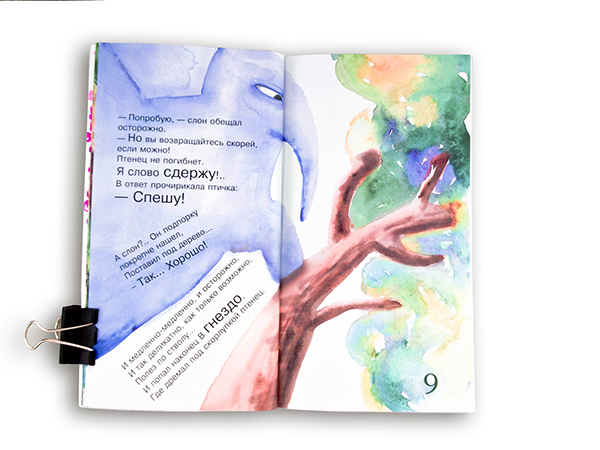 — Попробую, — слон обещал
осторожно.
— Но вы возвращайтесь скорей,
если можно!
Птенец не погибнет.
Я слово сдержу!..
В ответ прочирикала птичка:
— Спешу!
А слон?.. Он подпорку
покрепче нашел,
Поставил под дерево...
– Так... Хорошо!
И медленно-медленно, и осторожно,
И так деликатно, как только возможно,
Полез по стволу...
И попал наконец в гнездо,
Где дремал под скорлупкой птенец.
9